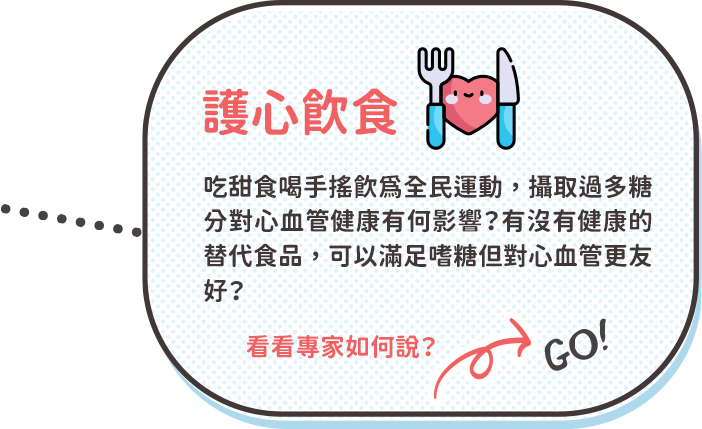 護心飲食
吃甜食喝手搖飲爲全民運動，攝取過多糖
分對心血管健康有何影響？有沒有健康的
替代食品，可以滿足嗜糖但對心血管更友
好？
看看專家如何說？
GO!